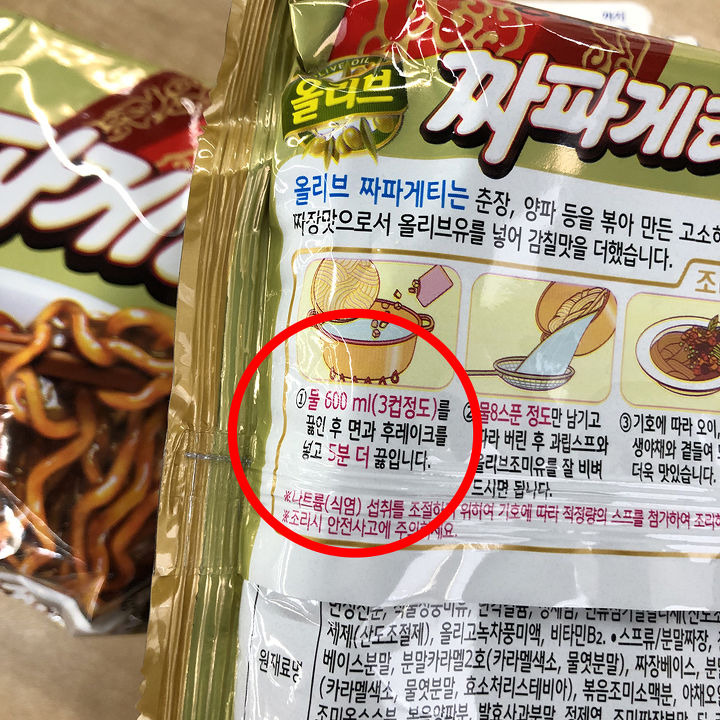 올리브
짜파게티
올리브 짜파게티는 춘장, 양파 등을 볶아 만든 고소
짜장맛으로서 올리브유를 넣어 감칠맛을 더했습니다.
①물 600 ml(3컵정도)를
끓인 후 면과 후레이크를
넣고 5분 더 끓입니다.
②물8스푼 정도만 남기고
따라 버린 후 과립스프와
올리브조미유를 잘 비벼
드시면 됩니다.
③기호에 따라 오이,
생야채와 곁들여
더욱 맛있습니다.
※나트륨(식염) 섭취를 조절하기 위하여 기호에 따라 적정량의 스프를 첨가하여 조리
※조리시 안전사고에 주의하세요.
원재료명
체제(산도조절제), 올리고녹차풍미액, 비타민B2. •스프류/분말짜장,
베이스분말, 분말카라멜2호(카라멜색소, 물엿분말), 짜장베이스,
(카라멜색소, 물엿분말, 효소처리스테비아), 볶음조미소맥분,